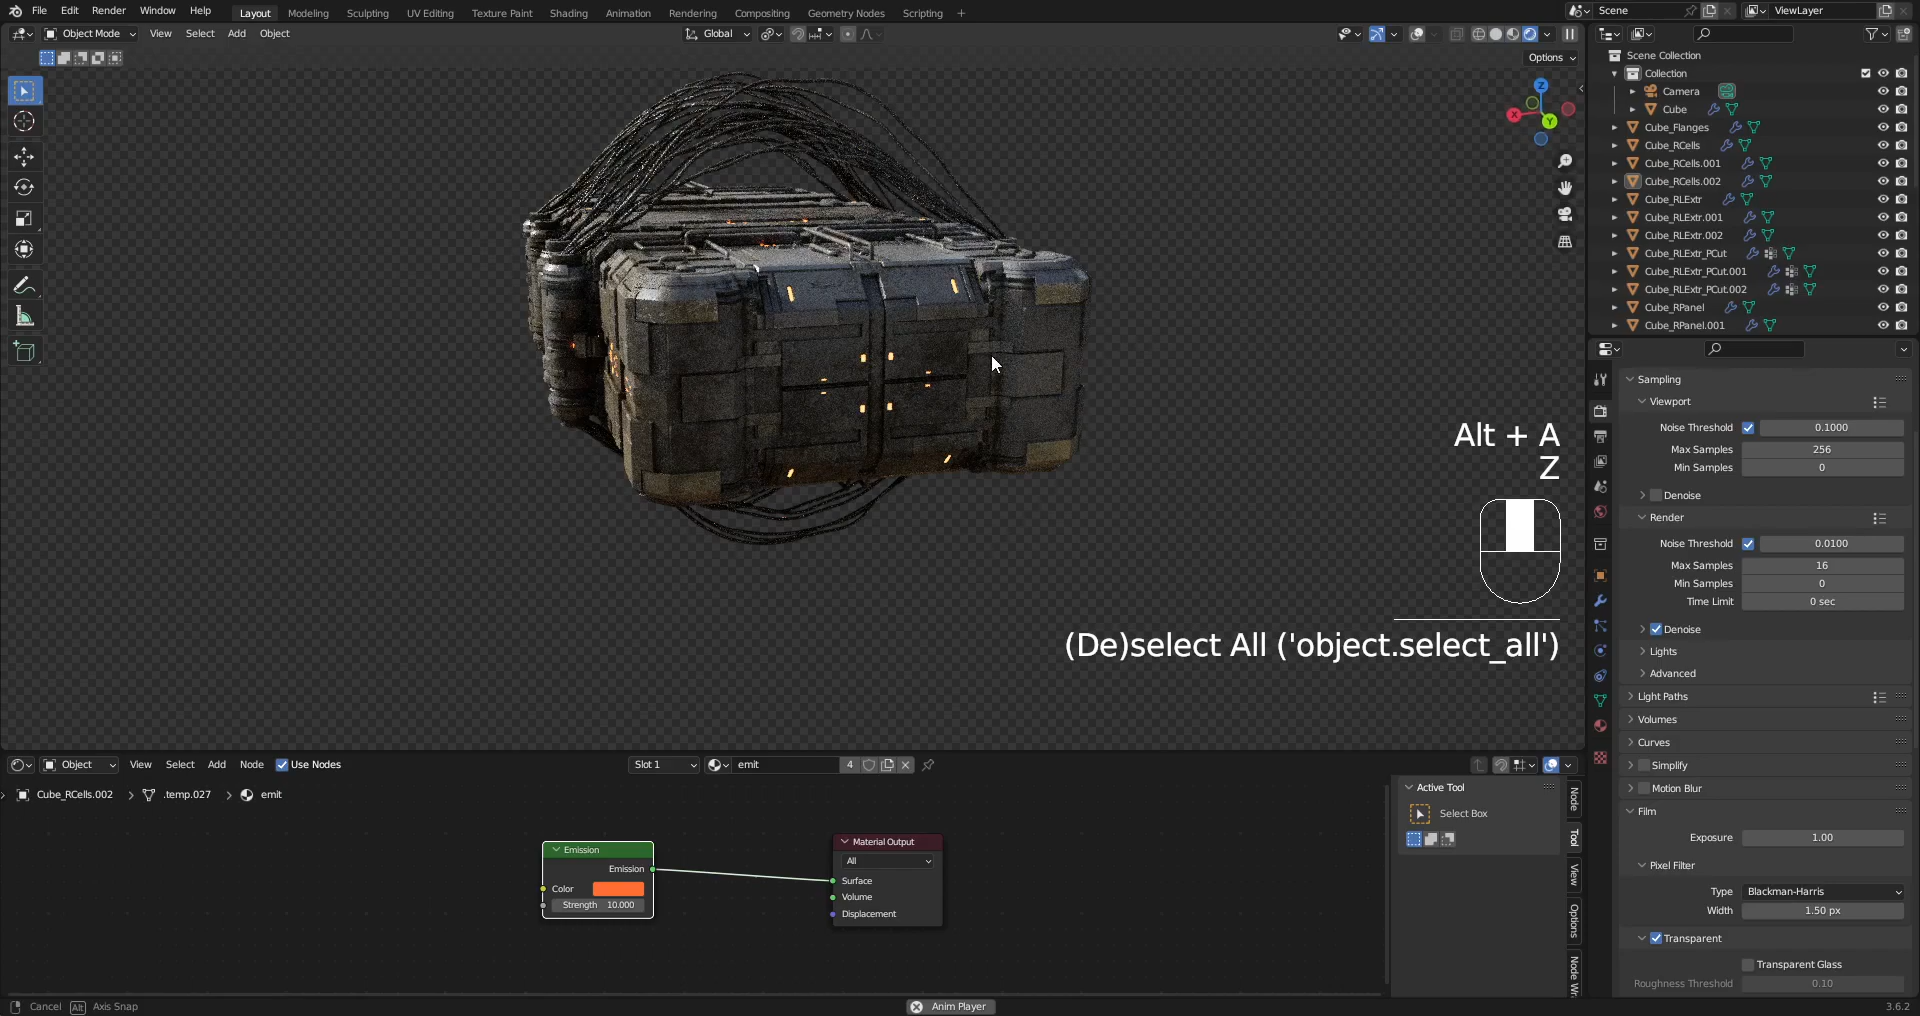 File Edit Render Window Help
Layout Modeling Sculpting UV Editing Texture Paint Shading Animation Rendering Compositing Geometry Nodes Scripting +
Scene
ViewLayer
Object Mode View Select Add Object
Global
Options
Z
X
Y
Scene Collection
Collection
Camera
Cube
Cube_Flanges
Cube_RCells
Cube_RCells.001
Cube_RCells.002
Cube_RLExtr
Cube_RLExtr.001
Cube_RLExtr.002
Cube_RLExtr_PCut
Cube_RLExtr_PCut.001
Cube_RLExtr_PCut.002
Cube_RPanel
Cube_RPanel.001
Sampling
Viewport
Noise Threshold 0.1000
Max Samples 256
Min Samples 0
Denoise
Render
Noise Threshold 0.0100
Max Samples 16
Min Samples 0
Time Limit 0 sec
Denoise
Lights
Advanced
Light Paths
Volumes
Curves
Simplify
Motion Blur
Film
Exposure 1.00
Pixel Filter
Type Blackman-Harris
Width 1.50 px
Transparent
Transparent Glass
Roughness Threshold 0.10
Alt + A
Z
(De)select All ('object.select_all')
Object View Select Add Node Use Nodes
Slot 1
emit 4
Cube_RCells.002 > .temp.027 > emit
Emission
Emission
Color
Strength 10.000
Material Output
All
Surface
Volume
Displacement
Active Tool
Select Box
Node
Tool
View
Options
Node Wr
Cancel Alt Axis Snap
Anim Player
3.6.2